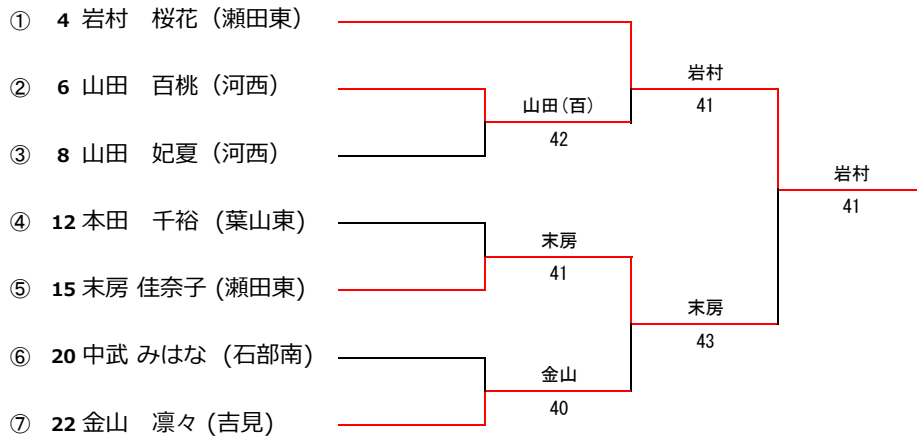 ① 4 岩村　桜花（瀬田東）
② 6 山田　百桃（河西）
③ 8 山田　妃夏（河西）
④ 12 本田　千裕 (葉山東)
⑤ 15 末房 佳奈子 (瀬田東)
⑥ 20 中武 みはな (石部南)
⑦ 22 金山　凛々 (吉見)
山田(百)
42
末房
41
金山
40
岩村
41
末房
43
岩村
41